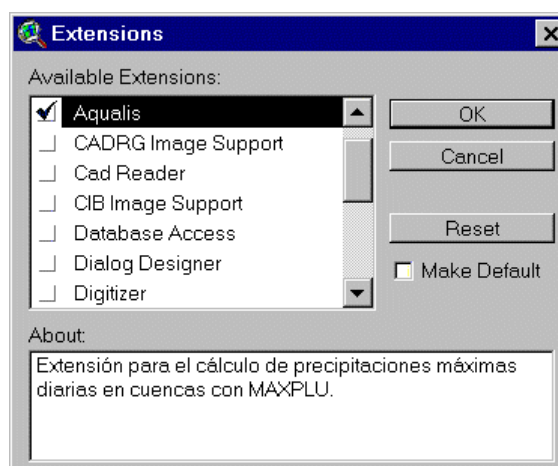 Extensions
Available Extensions:
Aqualis
CADRG Image Support
Cad Reader
CIB Image Support
Database Access
Dialog Designer
Digitizer
OK
Cancel
Reset
Make Default
About:
Extensión para el cálculo de precipitaciones máximas
diarias en cuencas con MAXPLU.